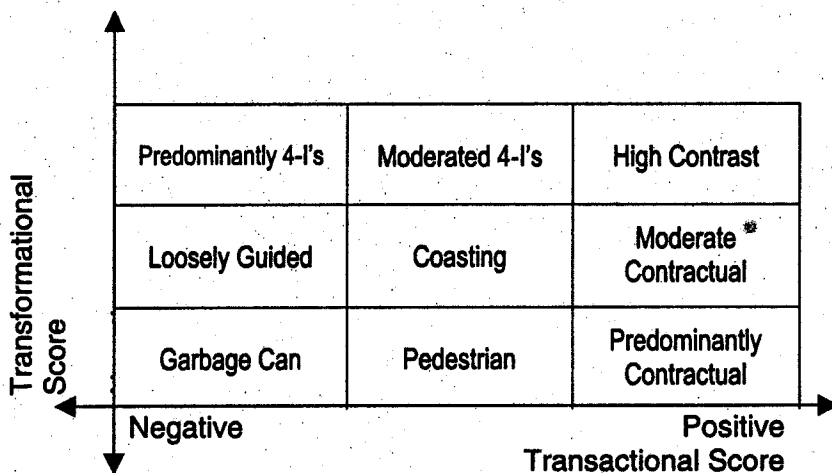 Predominantly 4-I's
Moderated 4-I's
High Contrast
Loosely Guided
Coasting
Moderate
Contractual
Garbage Can
Pedestrian
Predominantly
Contractual
Transformational
Score
Negative
Positive
Transactional Score